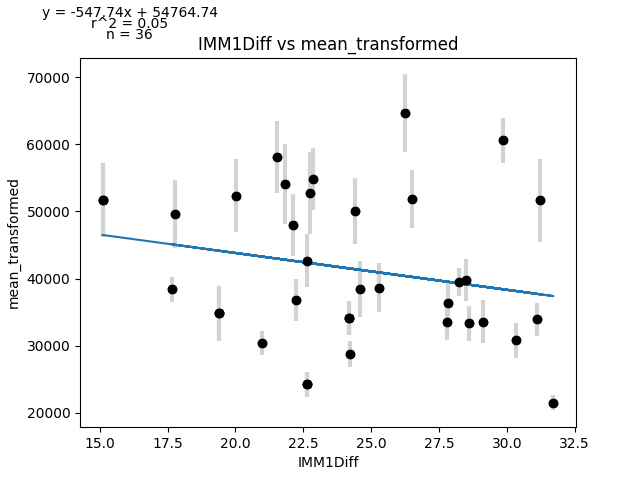 y = -547.74x + 54764.74
r^2 = 0.05
n = 36
IMM1Diff vs mean_transformed
70000
60000
50000
40000
30000
20000
mean_transformed
15.0 17.5 20.0 22.5 25.0 27.5 30.0 32.5
IMM1Diff